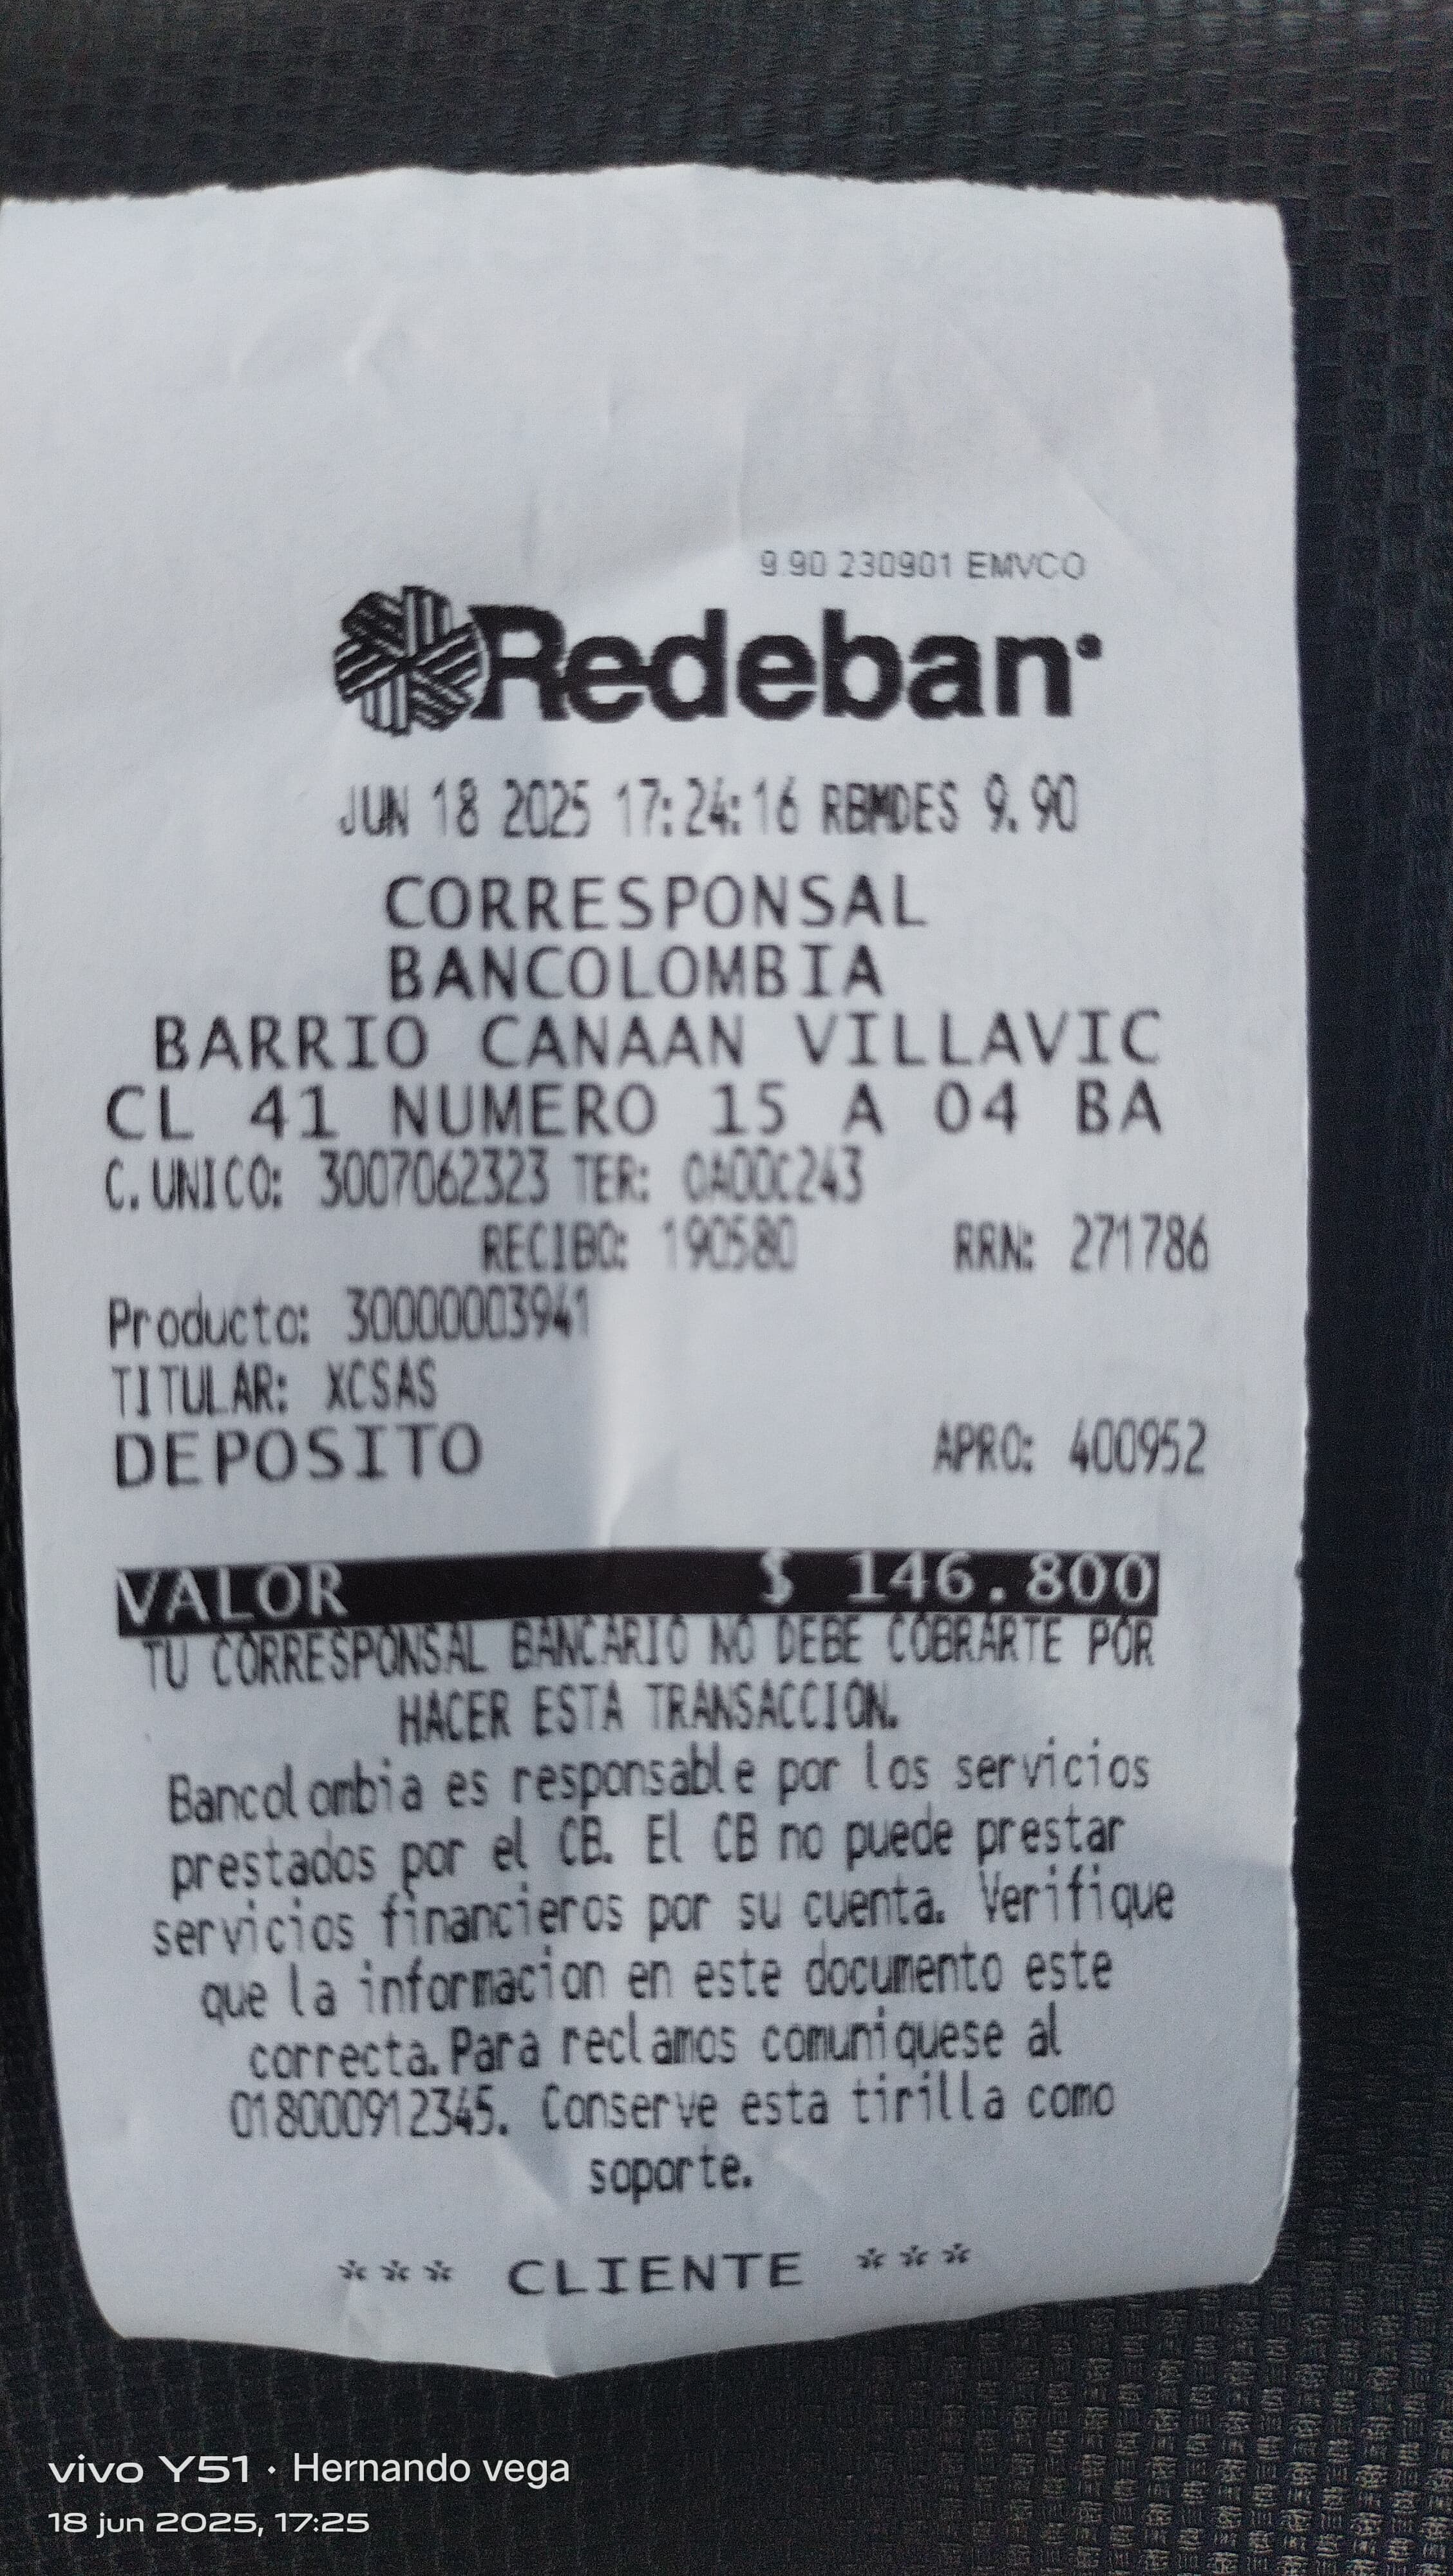 9.90 230901 EMVCO
Redeban
JUN 18 2025 17:24:16 RBMDES 9.90
CORRESPONSAL
BANCOLOMBIA
BARRIO CANAAN VILLAVIC
CL 41 NUMERO 15 A 04 BA
C.UNICO: 3007062323 TER: 0A00C243
RECIBO: 190580 RRN: 271786
Producto: 30000003941
TITULAR: XCSAS
DEPOSITO APRO: 400952
VALOR $ 146.800
TU CORRESPONSAL BANCARIO NO DEBE COBRARTE POR
HACER ESTA TRANSACCION.
Bancolombia es responsable por los servicios
prestados por el CB. El CB no puede prestar
servicios financieros por su cuenta. Verifique
que la informacion en este documento este
correcta.Para reclamos comuniquese al
018000912345. Conserve esta tirilla como
soporte.
*** CLIENTE ***
vivo Y51 · Hernando vega
18 jun 2025, 17:25